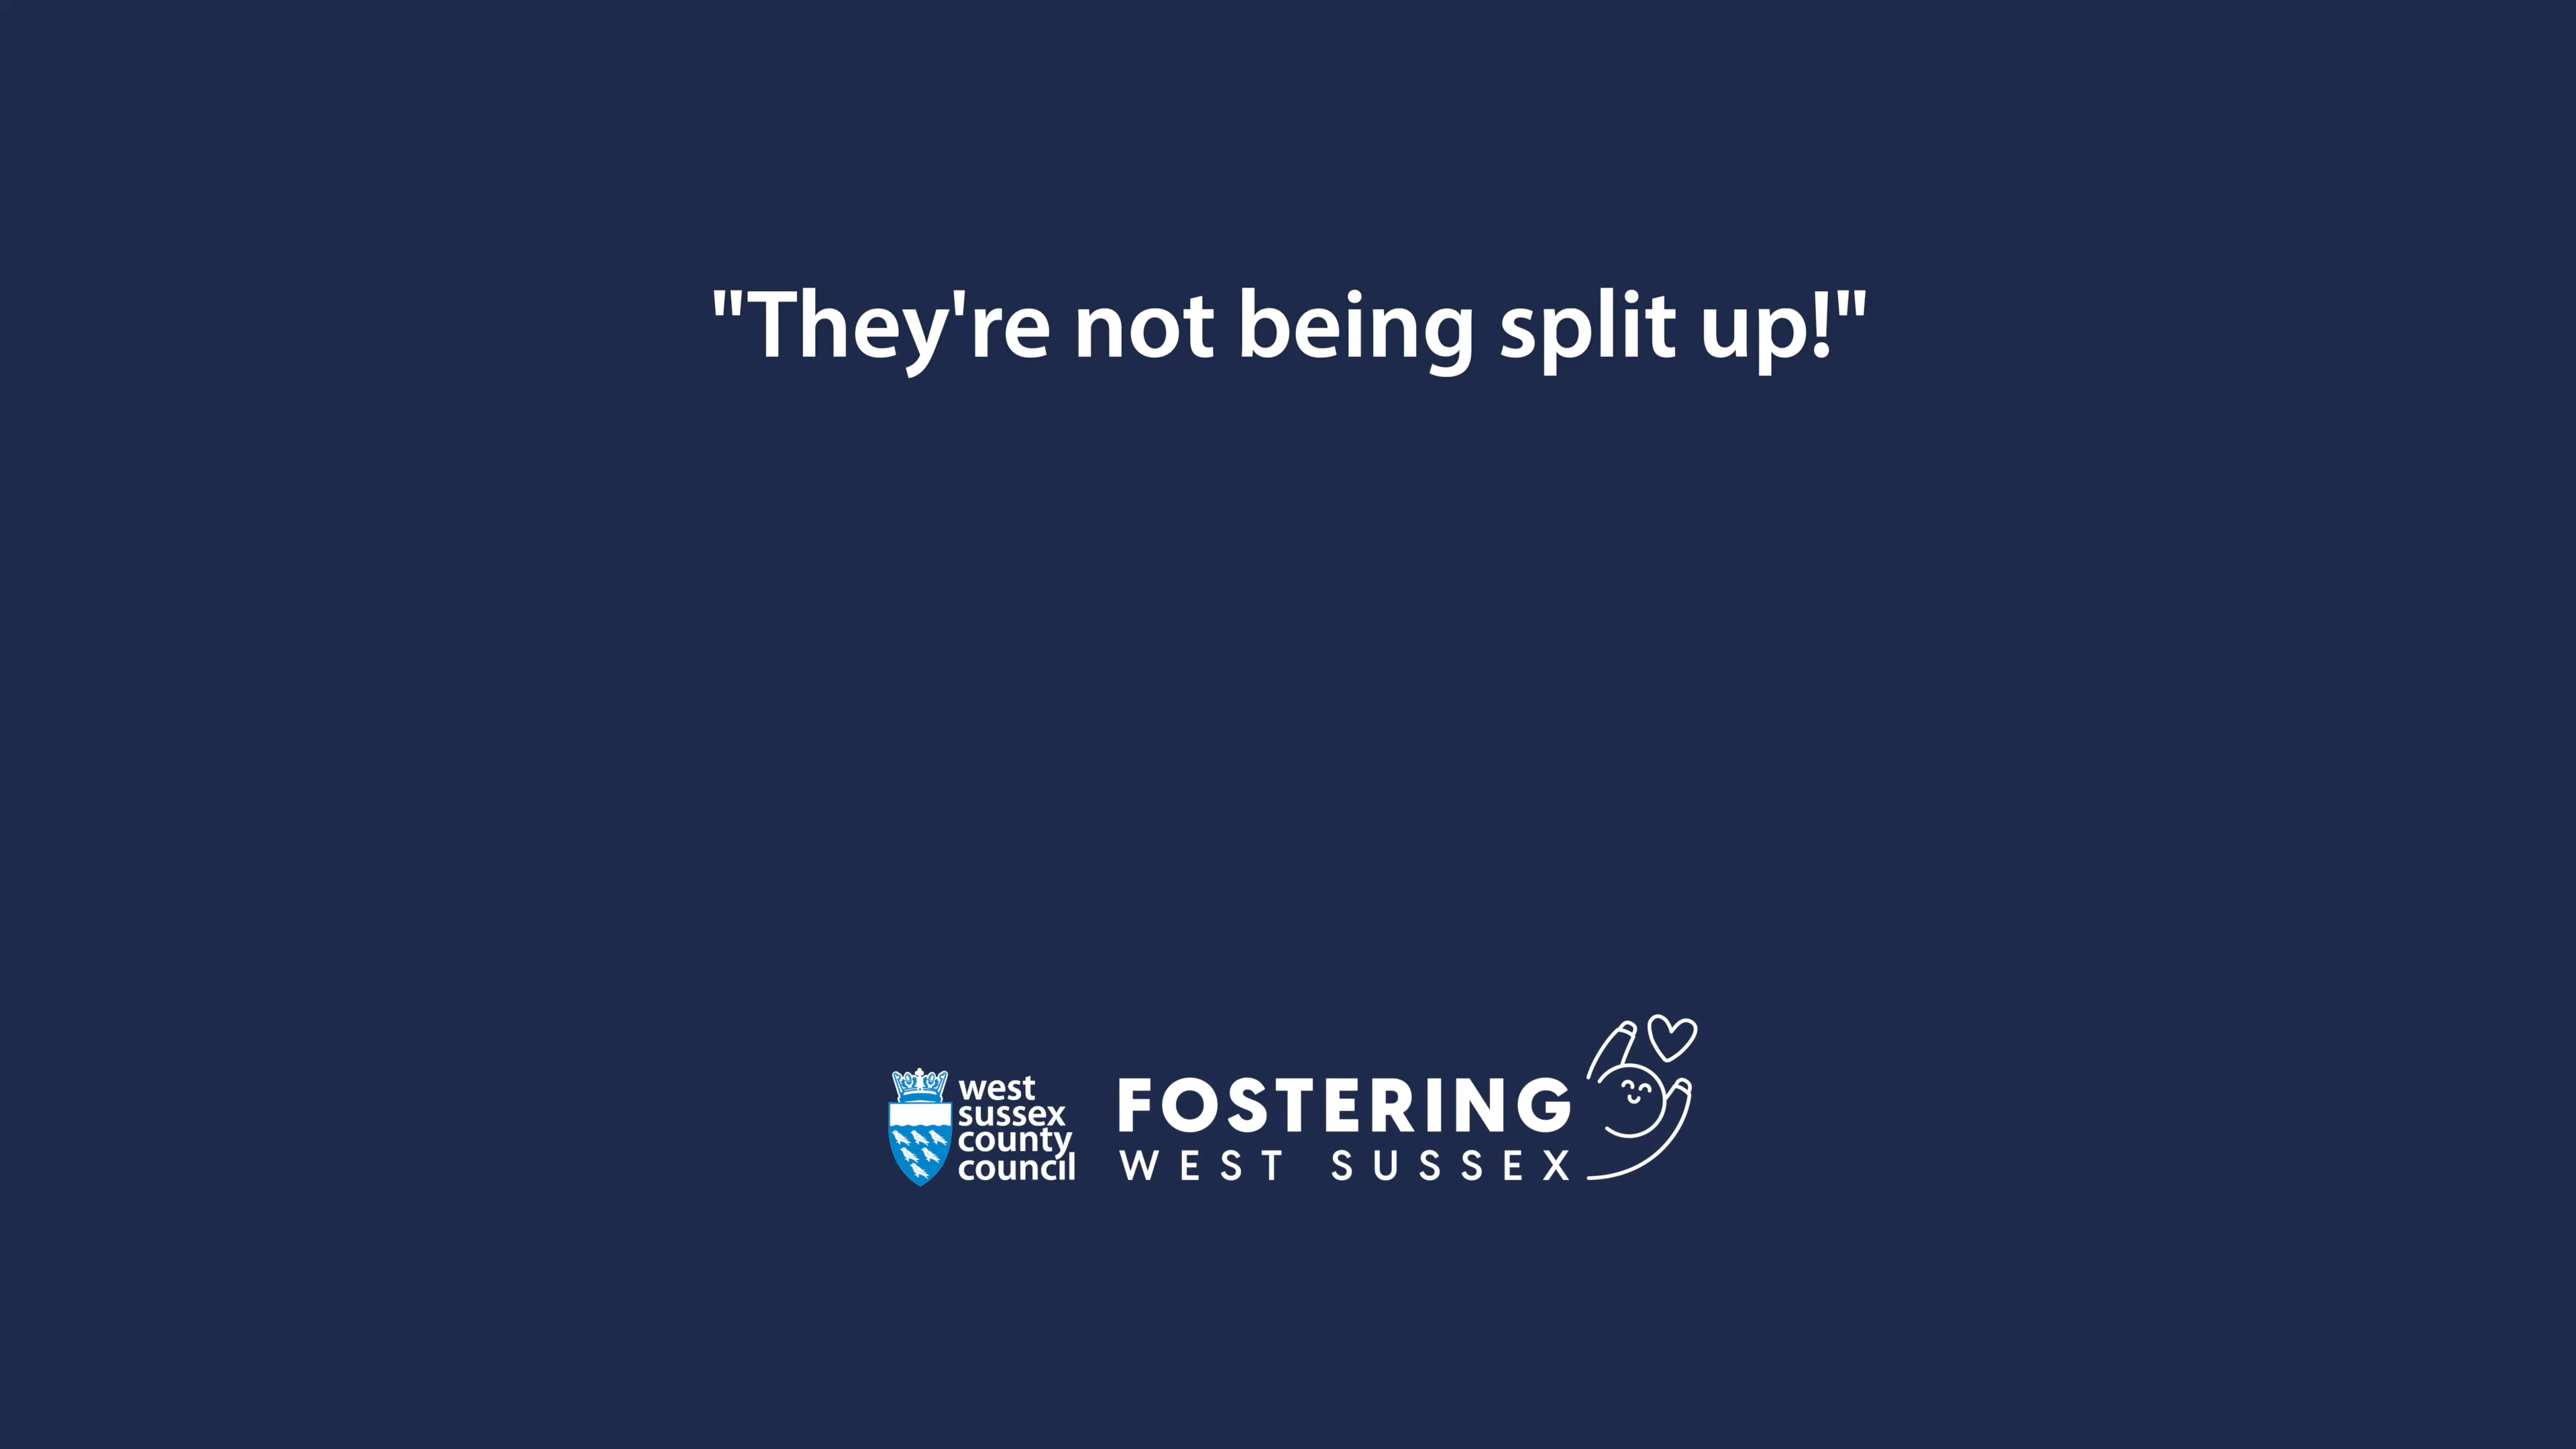 "They're not being split up!"
west
sussex
county
council
FOSTERING
WEST SUSSEX